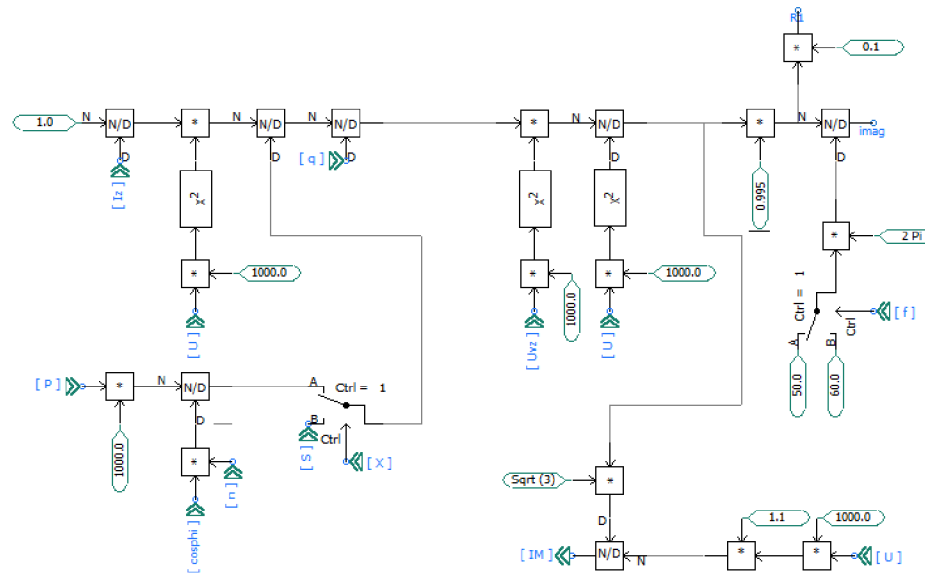 R1
*
0.1
1.0
N
N/D
D
[ Iz ]
*
N
N/D
D
N
N/D
D
[ q ]
*
N
N/D
D
*
N
N/D
D
imag
x²
1000.0
*
[ U ]
x²
*
1000.0
[ Uvz ]
x²
*
1000.0
[ U ]
0.995
*
2 Pi
Ctrl = 1
Ctrl
[ f ]
A
B
50.0
60.0
[ P ]
*
1000.0
N
N/D
D
*
[ n ]
[ cosphi ]
A
Ctrl = 1
B
Ctrl
[ S ]
[ X ]
Sqrt (3)
*
D
[ IM ]
N/D
N
1.1
*
1000.0
*
[ U ]